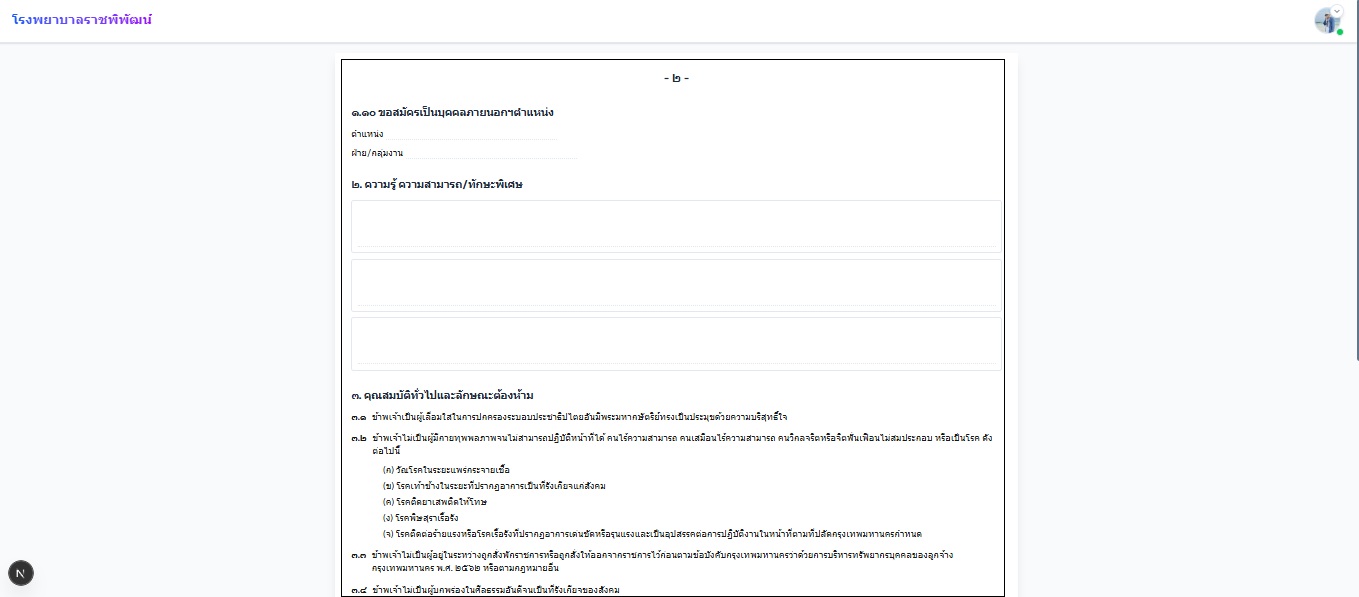 โรงพยาบาลราชพิพัฒน์
- ๒ -
๑.๑๐ ขอสมัครเป็นบุคคลภายนอกฯตำแหน่ง
ตำแหน่ง
ฝ่าย/กลุ่มงาน
๒. ความรู้ ความสามารถ/ทักษะพิเศษ
๓. คุณสมบัติทั่วไปและลักษณะต้องห้าม
๓.๑ ข้าพเจ้าเป็นผู้เลื่อมใสในการปกครองระบอบประชาธิปไตยอันมีพระมหากษัตริย์ทรงเป็นประมุขด้วยความบริสุทธิ์ใจ
๓.๒ ข้าพเจ้าไม่เป็นผู้มีกายทุพพลภาพจนไม่สามารถปฏิบัติหน้าที่ได้ คนไร้ความสามารถ คนเสมือนไร้ความสามารถ คนวิกลจริตหรือจิตฟั่นเฟือนไม่สมประกอบ หรือเป็นโรค ดัง
ต่อไปนี้
(ก) วัณโรคในระยะแพร่กระจายเชื้อ
(ข) โรคเท้าช้างในระยะที่ปรากฏอาการเป็นที่รังเกียจแก่สังคม
(ค) โรคติดยาเสพติดให้โทษ
(ง) โรคพิษสุราเรื้อรัง
(จ) โรคติดต่อร้ายแรงหรือโรคเรื้อรังที่ปรากฏอาการเด่นชัดหรือรุนแรงและเป็นอุปสรรคต่อการปฏิบัติงานในหน้าที่ตามที่ปลัดกรุงเทพมหานครกำหนด
๓.๓ ข้าพเจ้าไม่เป็นผู้อยู่ในระหว่างถูกสั่งพักราชการหรือถูกสั่งให้ออกจากราชการไว้ก่อนตามข้อบังคับกรุงเทพมหานครว่าด้วยการบริหารทรัพยากรบุคคลของลูกจ้าง
กรุงเทพมหานคร พ.ศ. ๒๕๖๒ หรือตามกฎหมายอื่น
๓.๔ ข้าพเจ้าไม่เป็นผู้บกพร่องในศีลธรรมอันดีจนเป็นที่รังเกียจของสังคม
N